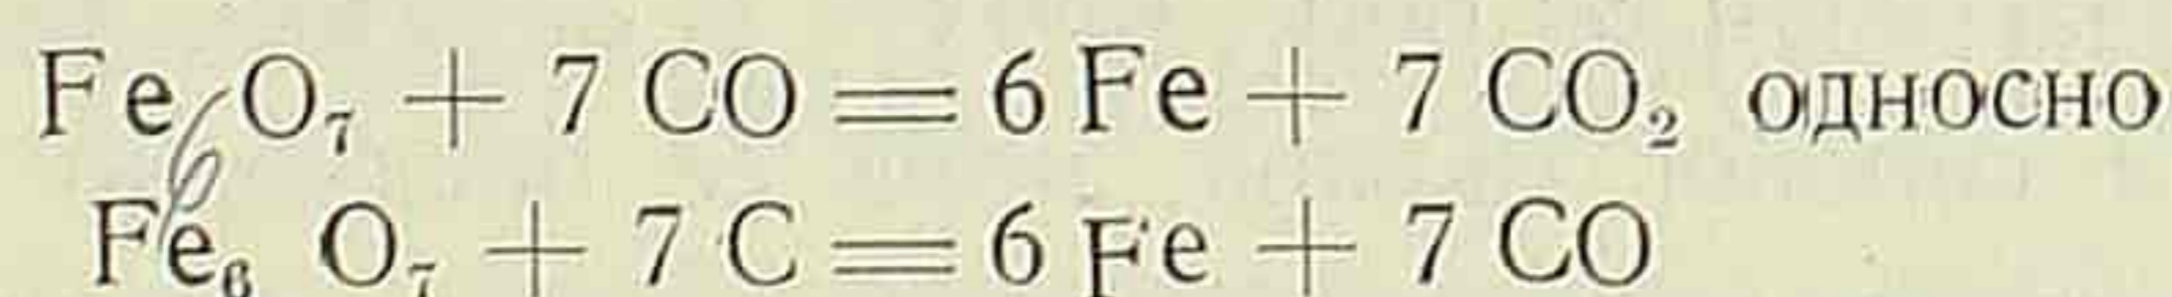 Fe₆O₇ + 7 CO = 6 Fe + 7 CO₂ односно
Fe₆ O₇ + 7 C = 6 Fe + 7 CO